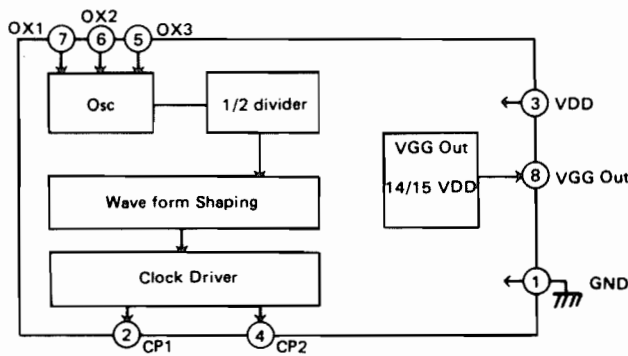 OX1 OX2 OX3
7 6 5
Osc
1/2 divider
3 VDD
VGG Out
14/15 VDD
8 VGG Out
Wave form Shaping
Clock Driver
1 GND
2 CP1
4 CP2